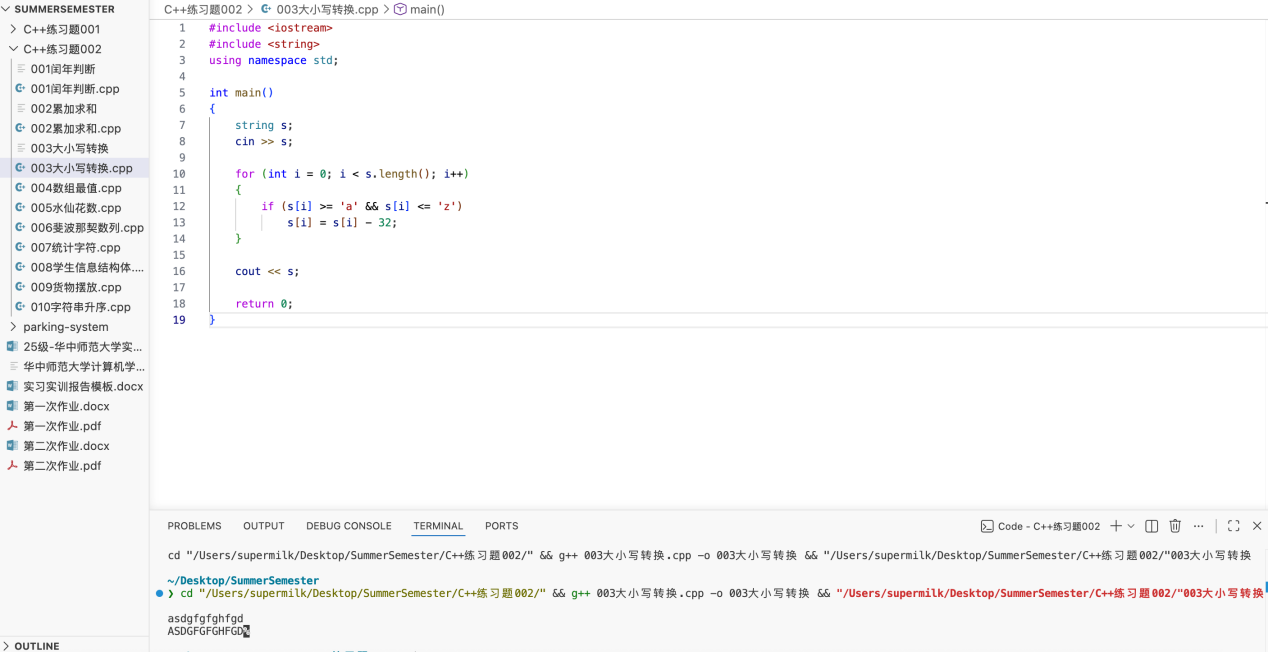 SUMMERSEMESTER
C++练习题001
C++练习题002
001闰年判断
001闰年判断.cpp
002累加求和
002累加求和.cpp
003大小写转换
003大小写转换.cpp
004数组最值.cpp
005水仙花数.cpp
006斐波那契数列.cpp
007统计字符.cpp
008学生信息结构体....
009货物摆放.cpp
010字符串升序.cpp
parking-system
25级-华中师范大学实...
华中师范大学计算机学...
实习实训报告模板.docx
第一次作业.docx
第一次作业.pdf
第二次作业.docx
第二次作业.pdf
OUTLINE
C++练习题002 > 003大小写转换.cpp > main()
1 #include <iostream>
2 #include <string>
3 using namespace std;
4
5 int main()
6 {
7 string s;
8 cin >> s;
9
10 for (int i = 0; i < s.length(); i++)
11 {
12 if (s[i] >= 'a' && s[i] <= 'z')
13 s[i] = s[i] - 32;
14 }
15
16 cout << s;
17
18 return 0;
19 }
PROBLEMS OUTPUT DEBUG CONSOLE TERMINAL PORTS Code - C++练习题002
cd "/Users/supermilk/Desktop/SummerSemester/C++练习题002/" && g++ 003大小写转换.cpp -o 003大小写转换 && "/Users/supermilk/Desktop/SummerSemester/C++练习题002/"003大小写转换
~/Desktop/SummerSemester
❯ cd "/Users/supermilk/Desktop/SummerSemester/C++练习题002/" && g++ 003大小写转换.cpp -o 003大小写转换 && "/Users/supermilk/Desktop/SummerSemester/C++练习题002/"003大小写转换
asdgfgfghfgd
ASDGFGFGHFGD%